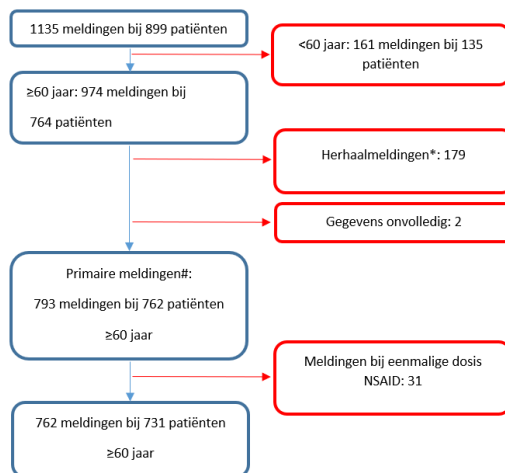 1135 meldingen bij 899 patiënten
<60 jaar: 161 meldingen bij 135
patiënten
≥60 jaar: 974 meldingen bij
764 patiënten
Herhaalmeldingen*: 179
Gegevens onvolledig: 2
Primaire meldingen#:
793 meldingen bij 762 patiënten
≥60 jaar
Meldingen bij eenmalige dosis
NSAID: 31
762 meldingen bij 731 patiënten
≥60 jaar